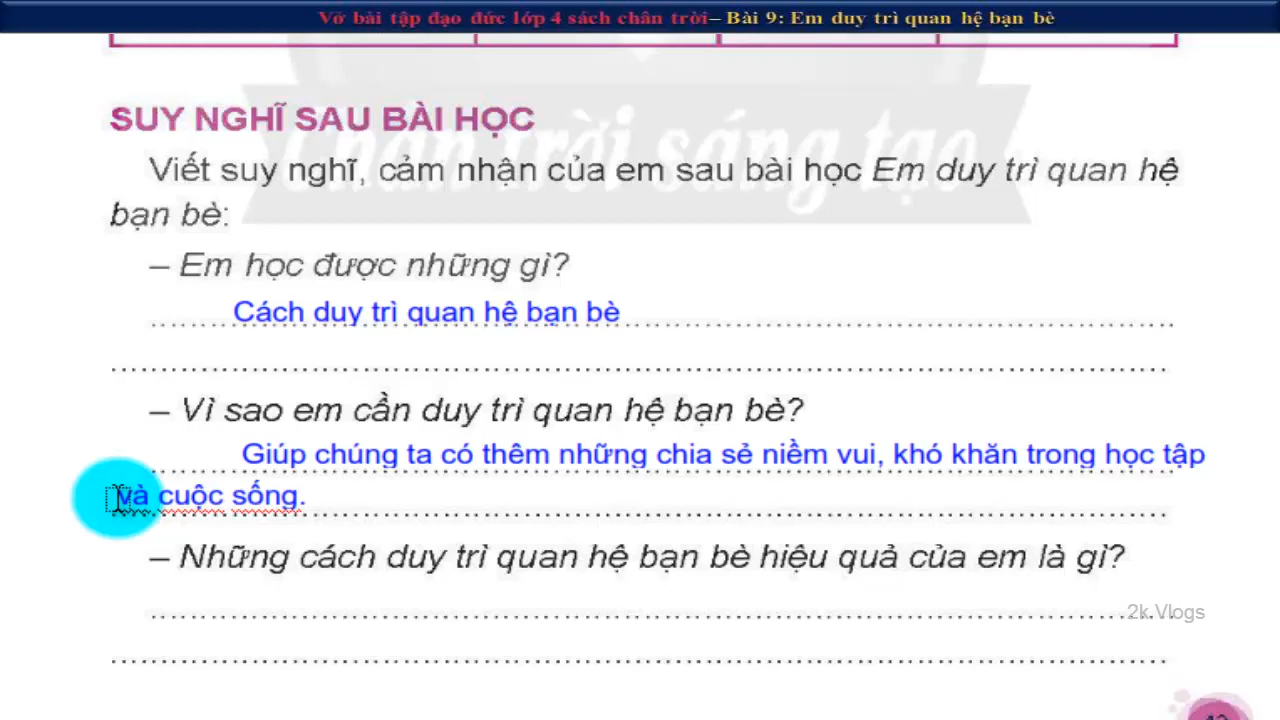 Vở bài tập đạo đức lớp 4 sách chân trời– Bài 9: Em duy trì quan hệ bạn bè
Chân trời sáng tạo
SUY NGHĨ SAU BÀI HỌC
Viết suy nghĩ, cảm nhận của em sau bài học Em duy trì quan hệ
bạn bè:
– Em học được những gì?
Cách duy trì quan hệ bạn bè
– Vì sao em cần duy trì quan hệ bạn bè?
Giúp chúng ta có thêm những chia sẻ niềm vui, khó khăn trong học tập
và cuộc sống.
– Những cách duy trì quan hệ bạn bè hiệu quả của em là gì?
2k.Vlogs